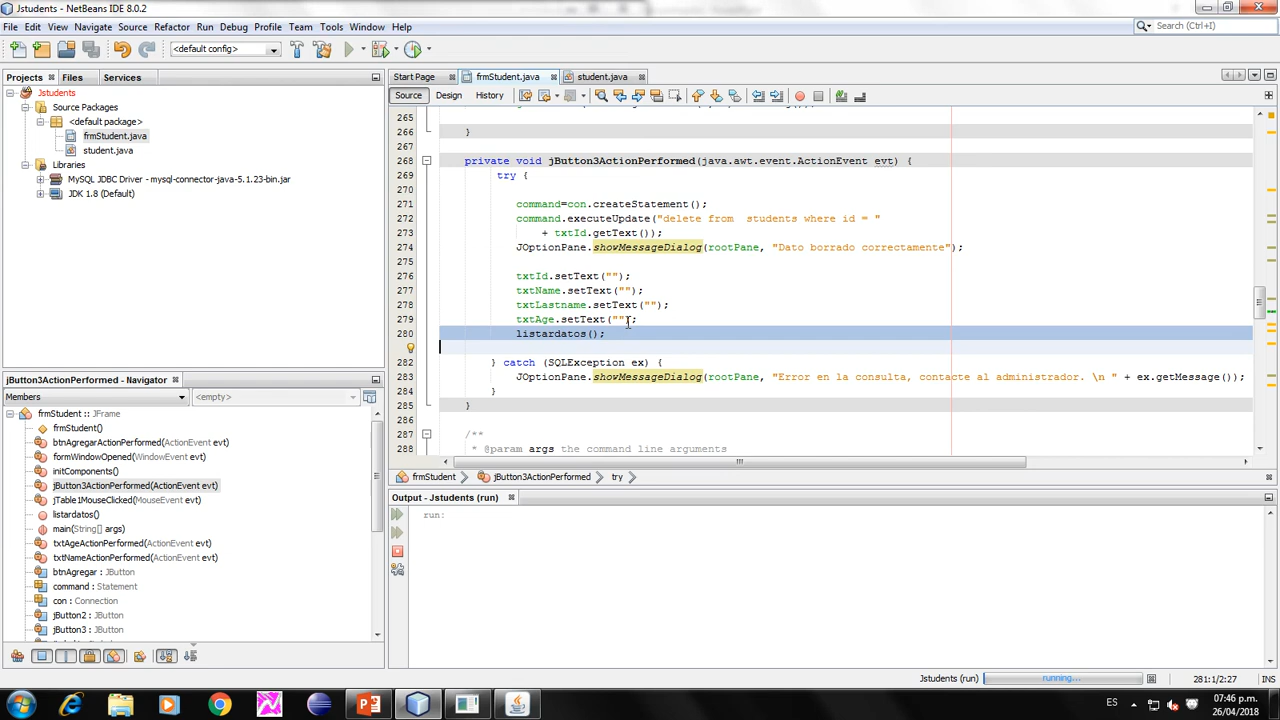 Jstudents - NetBeans IDE 8.0.2
File Edit View Navigate Source Refactor Run Debug Profile Team Tools Window Help
Search (Ctrl+I)
<default config>
Projects Files Services
Start Page frmStudent.java student.java
Source Design History
Jstudents
Source Packages
<default package>
frmStudent.java
student.java
Libraries
MySQL JDBC Driver - mysql-connector-java-5.1.23-bin.jar
JDK 1.8 (Default)
265
266 }
267
268 private void jButton3ActionPerformed(java.awt.event.ActionEvent evt) {
269 try {
270
271 command=con.createStatement();
272 command.executeUpdate("delete from  students where id = "
273 + txtId.getText());
274 JOptionPane.showMessageDialog(rootPane, "Dato borrado correctamente");
275
276 txtId.setText("");
277 txtName.setText("");
278 txtLastname.setText("");
279 txtAge.setText("");
280 listardatos();
282 } catch (SQLException ex) {
283 JOptionPane.showMessageDialog(rootPane, "Error en la consulta, contacte al administrador. \n " + ex.getMessage());
284 }
285 }
286
287 /**
288 * @param args the command line arguments
frmStudent jButton3ActionPerformed try
jButton3ActionPerformed - Navigator
Members <empty>
frmStudent :: JFrame
frmStudent()
btnAgregarActionPerformed(ActionEvent evt)
formWindowOpened(WindowEvent evt)
initComponents()
jButton3ActionPerformed(ActionEvent evt)
jTable1MouseClicked(MouseEvent evt)
listardatos()
main(String[] args)
txtAgeActionPerformed(ActionEvent evt)
txtNameActionPerformed(ActionEvent evt)
btnAgregar : JButton
command : Statement
con : Connection
jButton2 : JButton
jButton3 : JButton
Output - Jstudents (run)
run:
Jstudents (run) running... 281:1/2:27 INS
ES 07:46 p.m.
26/04/2018